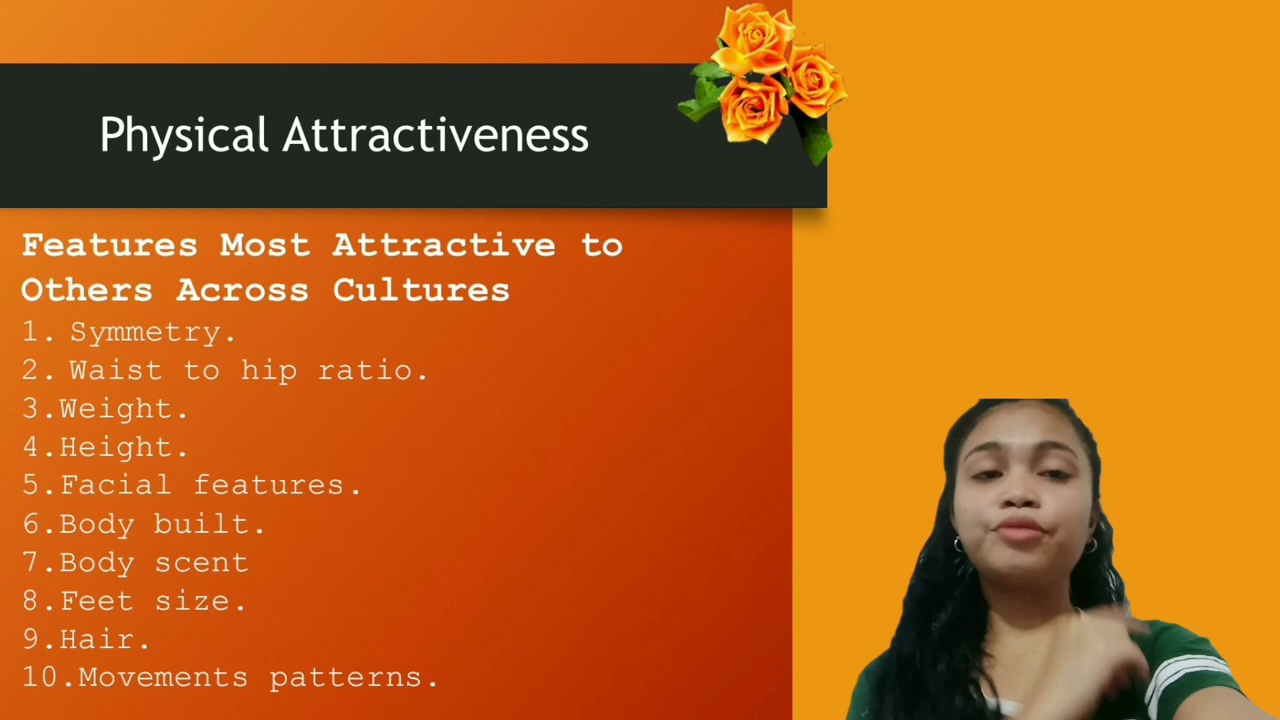 Physical Attractiveness
Features Most Attractive to
Others Across Cultures
1. Symmetry.
2. Waist to hip ratio.
3.Weight.
4.Height.
5.Facial features.
6.Body built.
7.Body scent
8.Feet size.
9.Hair.
10.Movements patterns.